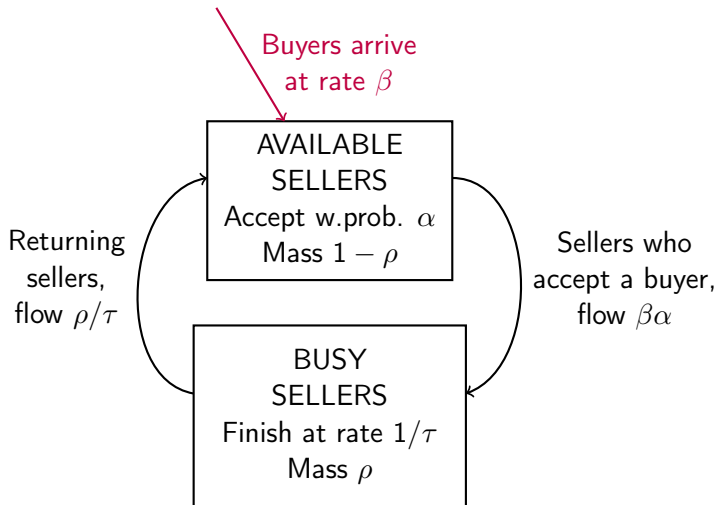 Buyers arrive
at rate β
AVAILABLE
SELLERS
Accept w.prob. α
Mass 1 − ρ
Returning
sellers,
flow ρ/τ
Sellers who
accept a buyer,
flow βα
BUSY
SELLERS
Finish at rate 1/τ
Mass ρ